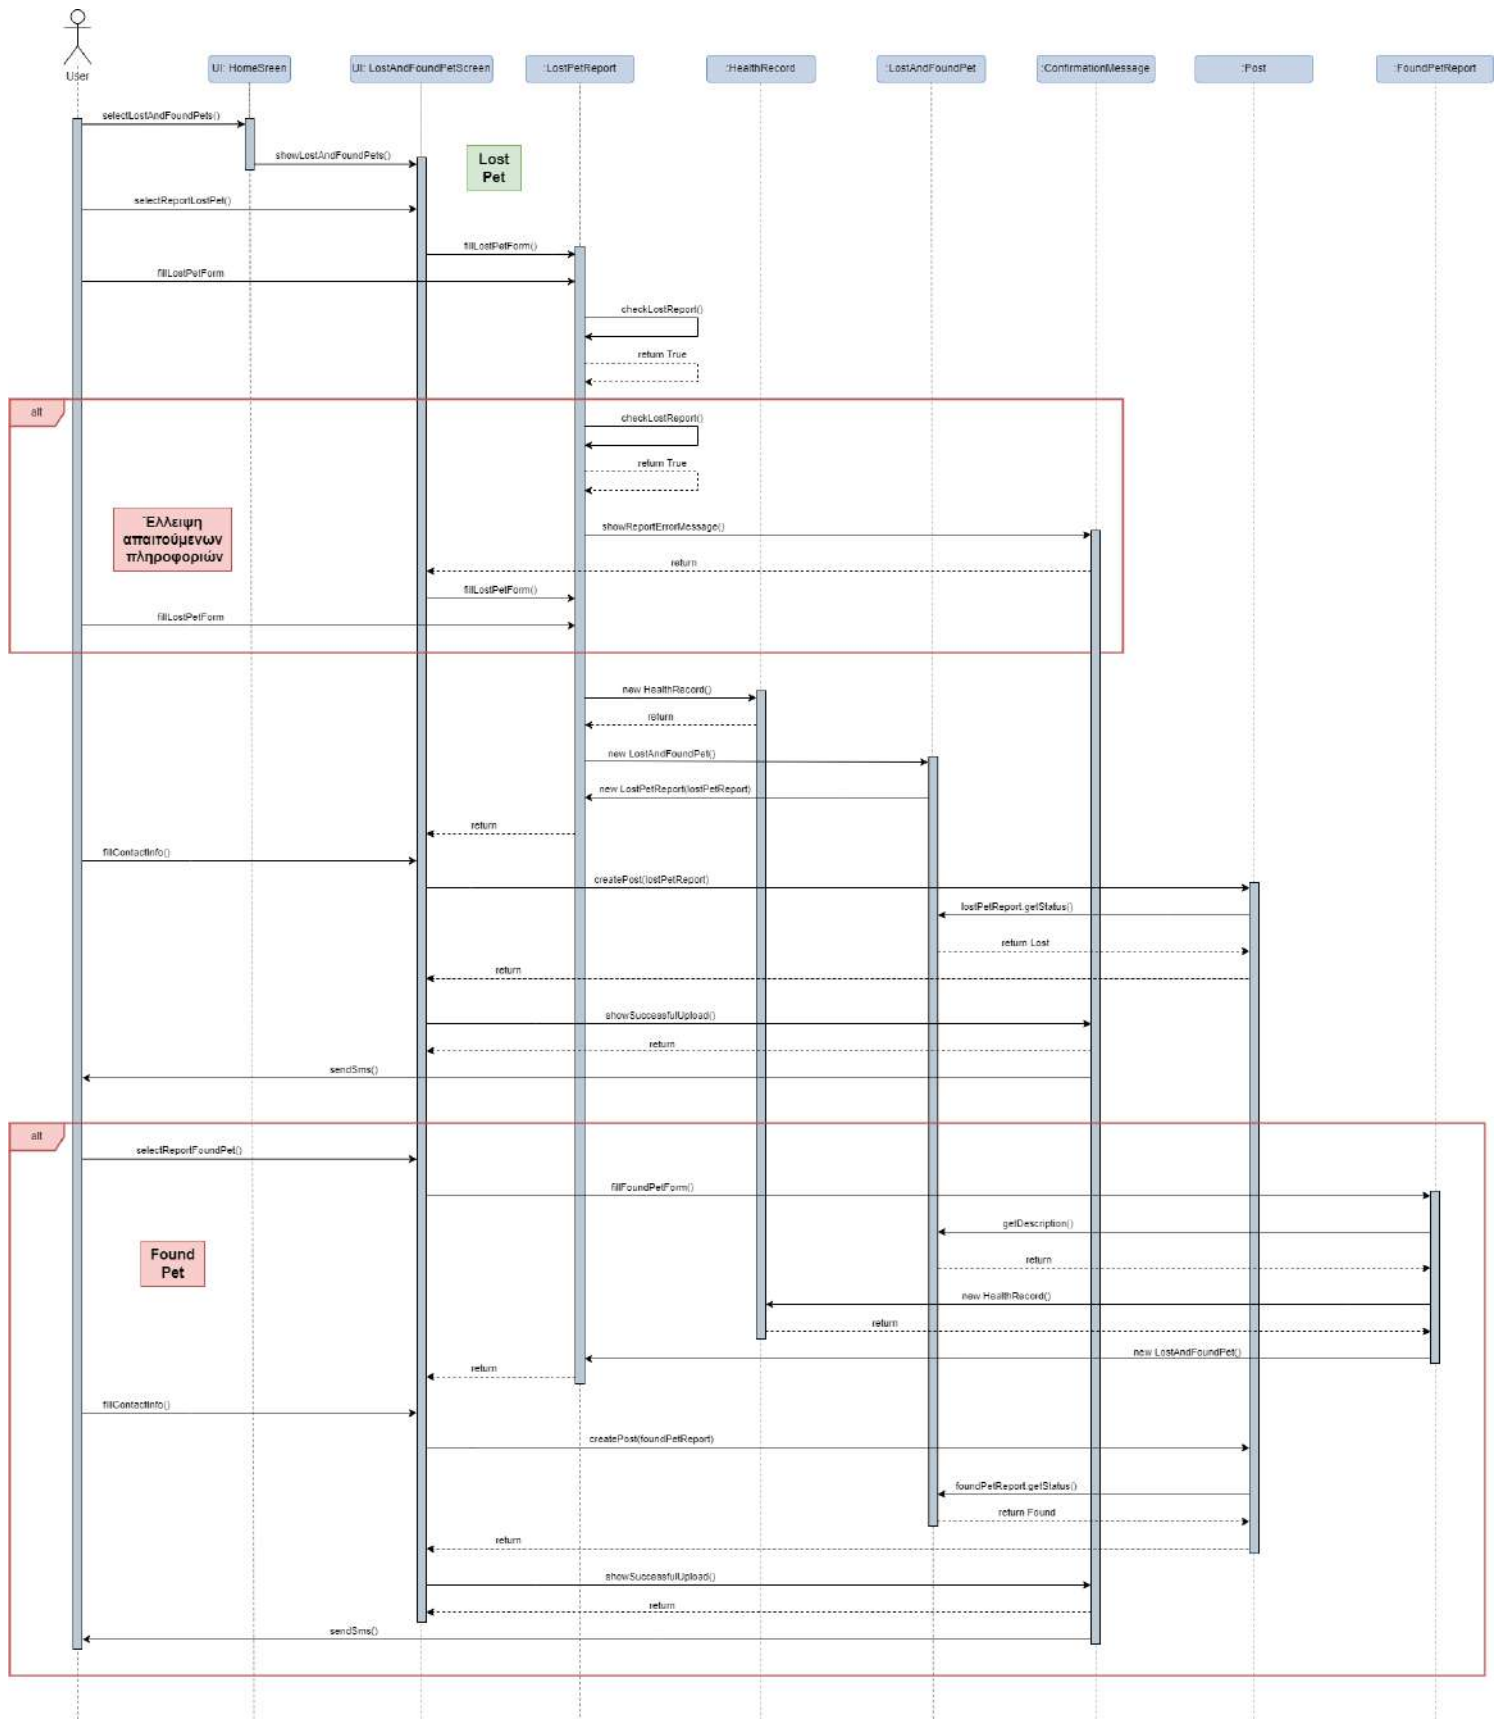 User
UI: HomeSreen
UI: LostAndFoundPetSsreen
:LostPetReport
:HealthRecord
:LostAndFoundPet
:ConfirmationMessage
:Post
:FoundPetReport
selectLostAndFoundPets()
showLostAndFoundPets()
Lost
Pet
selectReportLostPet()
fillLostPetForm()
fillLostPetForm
checkLostReport()
return True
alt
checkLostReport()
return True
Έλλειψη
απαιτούμενων
πληροφοριών
showReportErrorMessage()
return
fillLostPetForm()
fillLostPetForm
new HealthRecord()
return
new LostAndFoundPet()
new LostPetReport(lostPetReport)
return
fillContactInfo()
createPost(lostPetReport)
lostPetReport.getStatus()
return Lost
return
showSuccessfulUpload()
return
sendSms()
alt
selectReportFoundPet()
fillFoundPetForm()
getDescription()
Found
Pet
return
new HealthRecord()
return
new LostAndFoundPet()
return
fillContactInfo()
createPost(foundPetReport)
foundPetReport.getStatus()
return Found
return
showSuccessfulUpload()
return
sendSms()